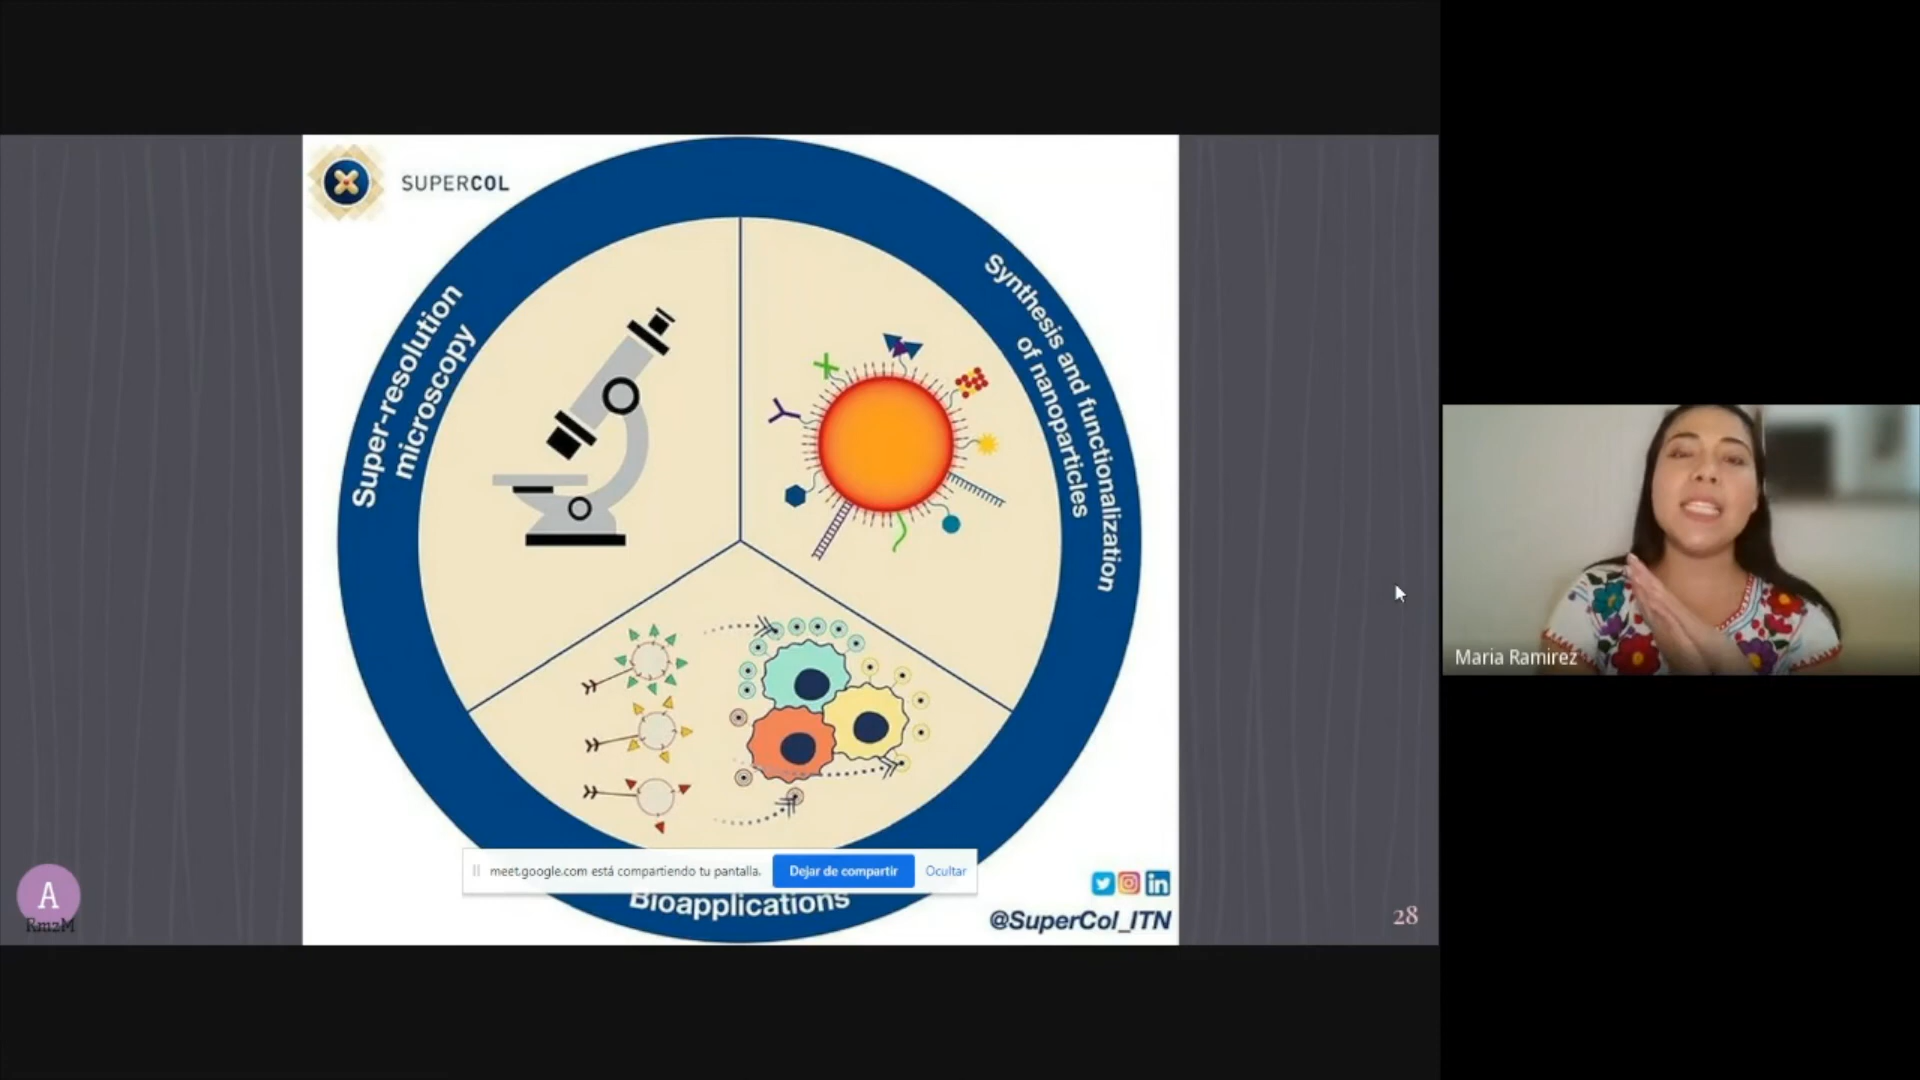 SUPERCOL
Super-resolution
microscopy
Synthesis and functionalization
of nanoparticles
Maria Ramirez
meet.google.com está compartiendo tu pantalla.
Dejar de compartir
Ocultar
Bioapplications
A
RmzM
@SuperCol_ITN
28